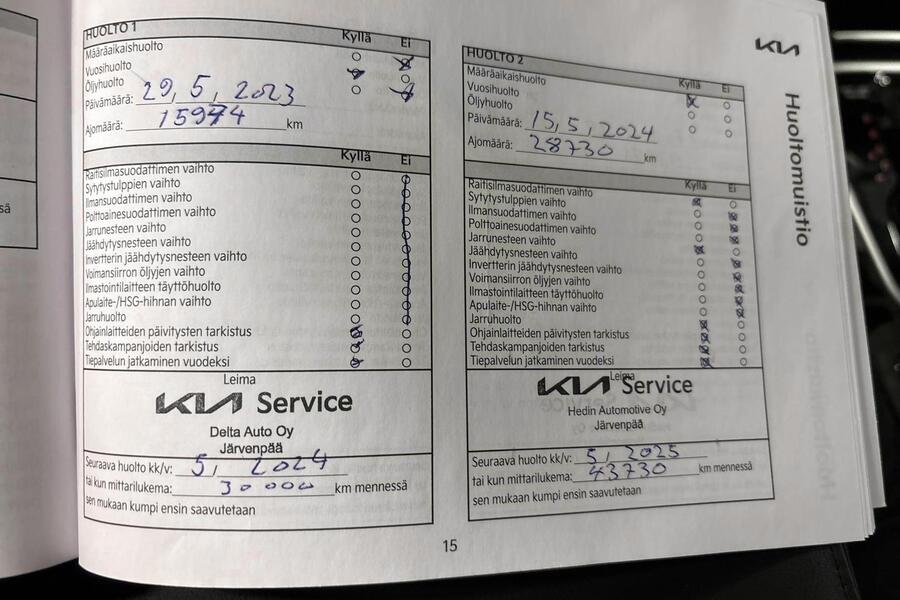 HUOLTO 1
Kyllä Ei
Määräaikaishuolto
Vuosihuolto
Öljyhuolto
Päivämäärä: 29, 5, 2023
Ajomäärä: 15974 km
Kyllä Ei
Raitisilmasuodattimen vaihto
Sytytystulppien vaihto
Ilmansuodattimen vaihto
Polttoainesuodattimen vaihto
Jarrunesteen vaihto
Jäähdytysnesteen vaihto
Invertterin jäähdytysnesteen vaihto
Voimansiirron öljyjen vaihto
Ilmastointilaitteen täyttöhuolto
Apulaite-/HSG-hihnan vaihto
Jarruhuolto
Ohjainlaitteiden päivitysten tarkistus
Tehdaskampanjoiden tarkistus
Tiepalvelun jatkaminen vuodeksi
Leima
KIA Service
Delta Auto Oy
Järvenpää
Seuraava huolto kk/v: 5, 2024
tai kun mittarilukema: 30000 km mennessä
sen mukaan kumpi ensin saavutetaan
HUOLTO 2
Kyllä Ei
Määräaikaishuolto
Vuosihuolto
Öljyhuolto
Päivämäärä: 15, 5, 2024
Ajomäärä: 28730 km
Kyllä Ei
Raitisilmasuodattimen vaihto
Sytytystulppien vaihto
Ilmansuodattimen vaihto
Polttoainesuodattimen vaihto
Jarrunesteen vaihto
Jäähdytysnesteen vaihto
Invertterin jäähdytysnesteen vaihto
Voimansiirron öljyjen vaihto
Ilmastointilaitteen täyttöhuolto
Apulaite-/HSG-hihnan vaihto
Jarruhuolto
Ohjainlaitteiden päivitysten tarkistus
Tehdaskampanjoiden tarkistus
Tiepalvelun jatkaminen vuodeksi
Leima
KIA Service
Hedin Automotive Oy
Järvenpää
Seuraava huolto kk/v: 5, 2025
tai kun mittarilukema: 43730 km mennessä
sen mukaan kumpi ensin saavutetaan
KIA
Huoltomuistio
15